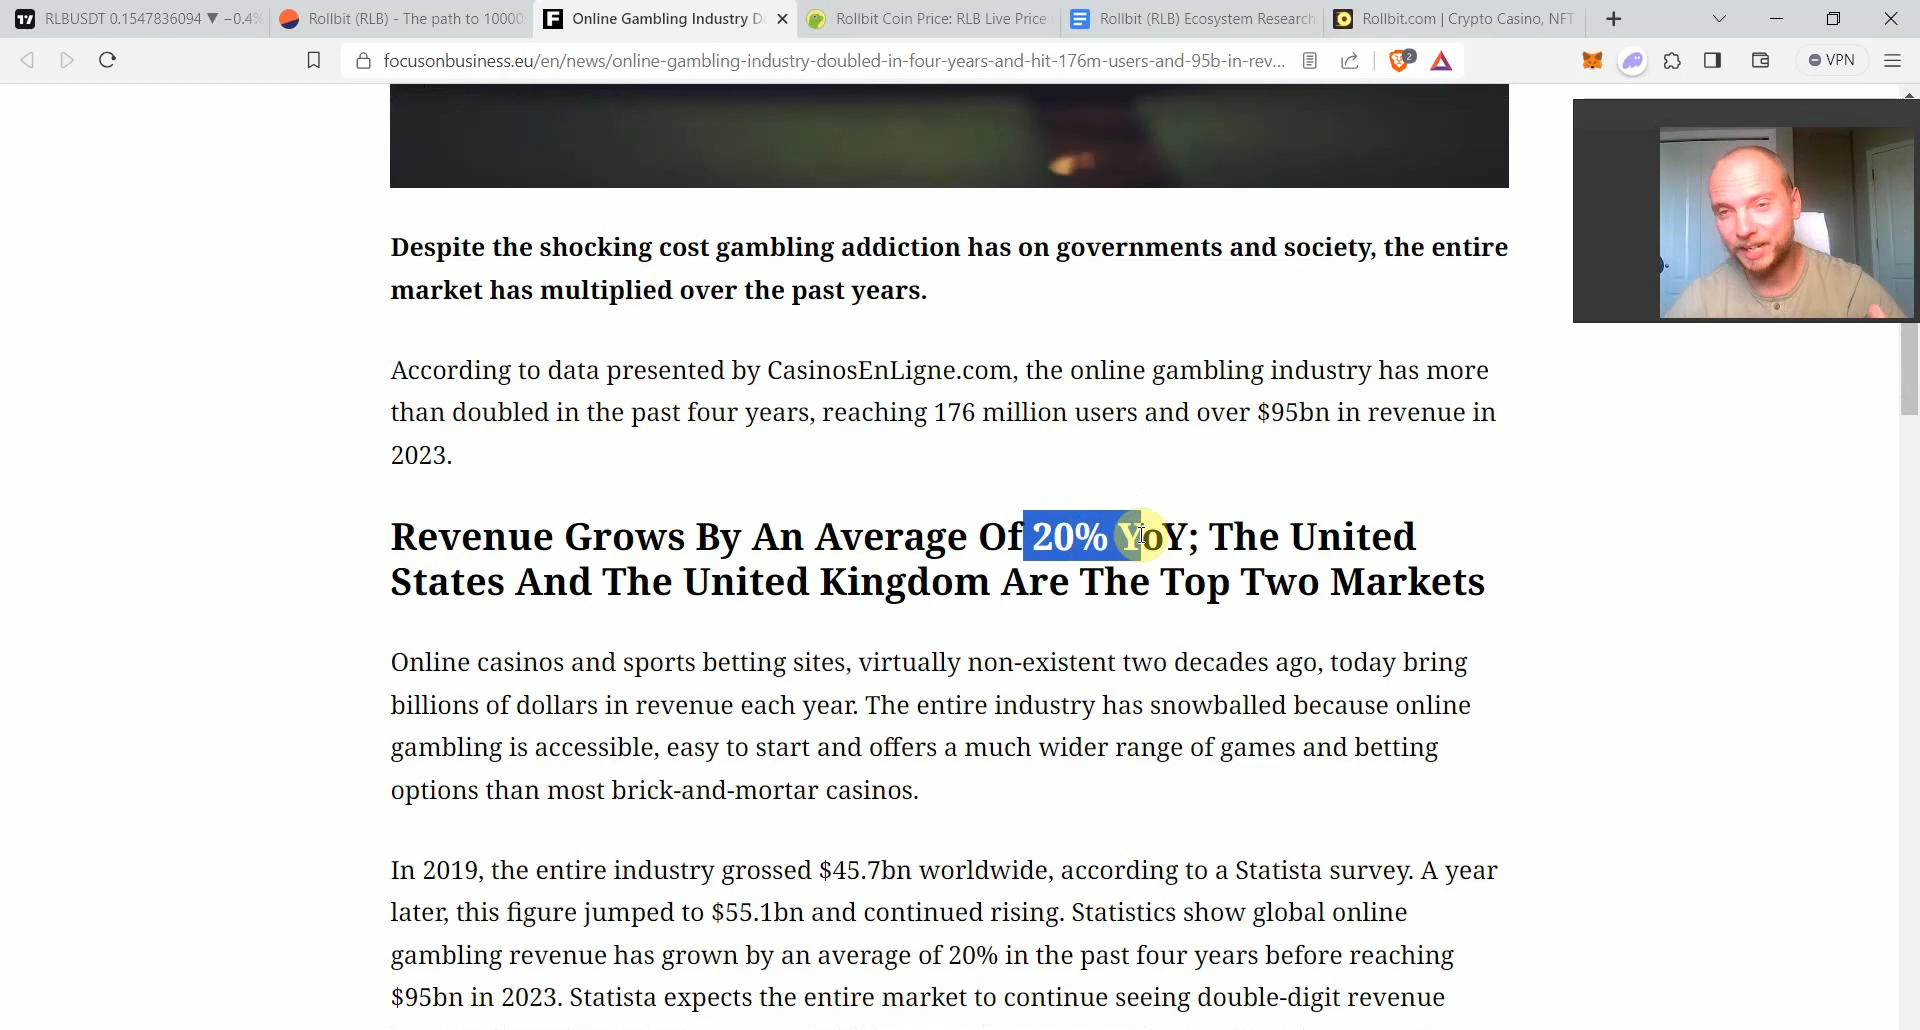 RLBUSDT 0.1547836094 ▼ −0.4%
Rollbit (RLB) - The path to 10000
Online Gambling Industry D
Rollbit Coin Price: RLB Live Price
Rollbit (RLB) Ecosystem Research
Rollbit.com | Crypto Casino, NFT
focusonbusiness.eu/en/news/online-gambling-industry-doubled-in-four-years-and-hit-176m-users-and-95b-in-rev...
2
VPN
Despite the shocking cost gambling addiction has on governments and society, the entire
market has multiplied over the past years.
According to data presented by CasinosEnLigne.com, the online gambling industry has more
than doubled in the past four years, reaching 176 million users and over $95bn in revenue in
2023.
Revenue Grows By An Average Of 20% YoY; The United
States And The United Kingdom Are The Top Two Markets
Online casinos and sports betting sites, virtually non-existent two decades ago, today bring
billions of dollars in revenue each year. The entire industry has snowballed because online
gambling is accessible, easy to start and offers a much wider range of games and betting
options than most brick-and-mortar casinos.
In 2019, the entire industry grossed $45.7bn worldwide, according to a Statista survey. A year
later, this figure jumped to $55.1bn and continued rising. Statistics show global online
gambling revenue has grown by an average of 20% in the past four years before reaching
$95bn in 2023. Statista expects the entire market to continue seeing double-digit revenue